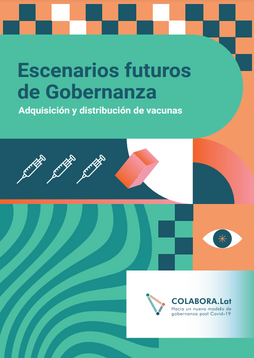 Escenarios futuros
de Gobernanza
Adquisición y distribución de vacunas
COLABORA.Lat
Hacia un nuevo modelo de
gobernanza post Covid-19